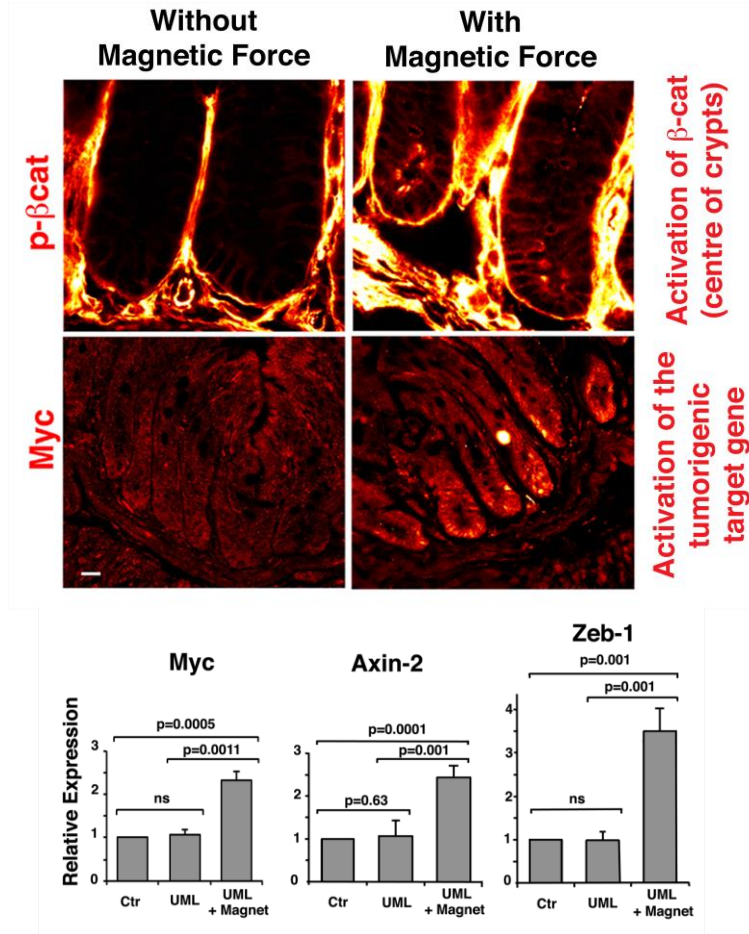 Without
Magnetic Force
With
Magnetic Force
p-βcat
Activation of β-cat
(centre of crypts)
Myc
Activation of the
tumorigenic
target gene
Myc
Axin-2
Zeb-1
Relative Expression
p=0.0005
p=0.0011
ns
3
2
1
0
Ctr
UML
UML
+ Magnet
p=0.0001
p=0.001
p=0.63
3
2
1
0
Ctr
UML
UML
+ Magnet
p=0.001
p=0.001
ns
4
3
2
1
0
Ctr
UML
UML
+ Magnet